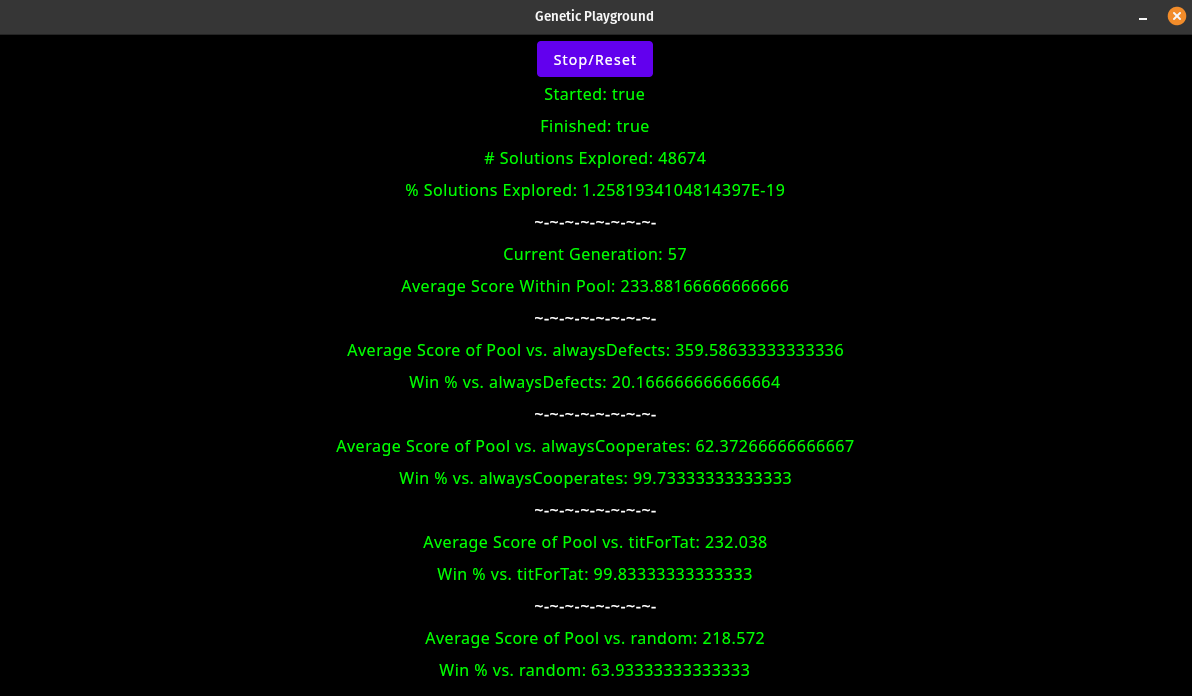 Genetic Playground
Stop/Reset
Started: true
Finished: true
# Solutions Explored: 48674
% Solutions Explored: 1.2581934104814397E-19
~-~-~-~-~-~-~-~-
Current Generation: 57
Average Score Within Pool: 233.88166666666666
~-~-~-~-~-~-~-~-
Average Score of Pool vs. alwaysDefects: 359.58633333333336
Win % vs. alwaysDefects: 20.166666666666664
~-~-~-~-~-~-~-~-
Average Score of Pool vs. alwaysCooperates: 62.37266666666667
Win % vs. alwaysCooperates: 99.73333333333333
~-~-~-~-~-~-~-~-
Average Score of Pool vs. titForTat: 232.038
Win % vs. titForTat: 99.83333333333333
~-~-~-~-~-~-~-~-
Average Score of Pool vs. random: 218.572
Win % vs. random: 63.93333333333333